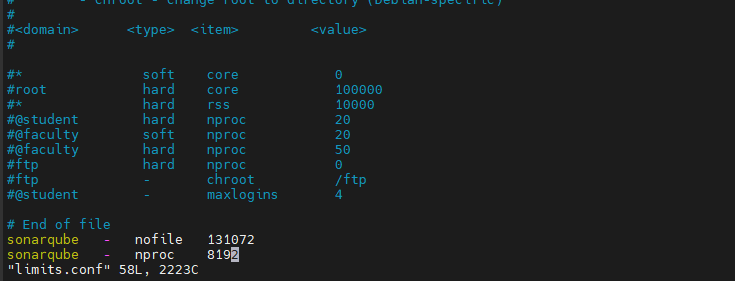 #        - chroot - change root to directory (Debian-specific)
#
#<domain>      <type>  <item>         <value>
#

#*               soft    core            0
#root            hard    core            100000
#*               hard    rss             10000
#@student        hard    nproc           20
#@faculty        soft    nproc           20
#@faculty        hard    nproc           50
#ftp             hard    nproc           0
#ftp             -       chroot          /ftp
#@student        -       maxlogins       4

# End of file
sonarqube   -   nofile   131072
sonarqube   -   nproc    8192
"limits.conf" 58L, 2223C